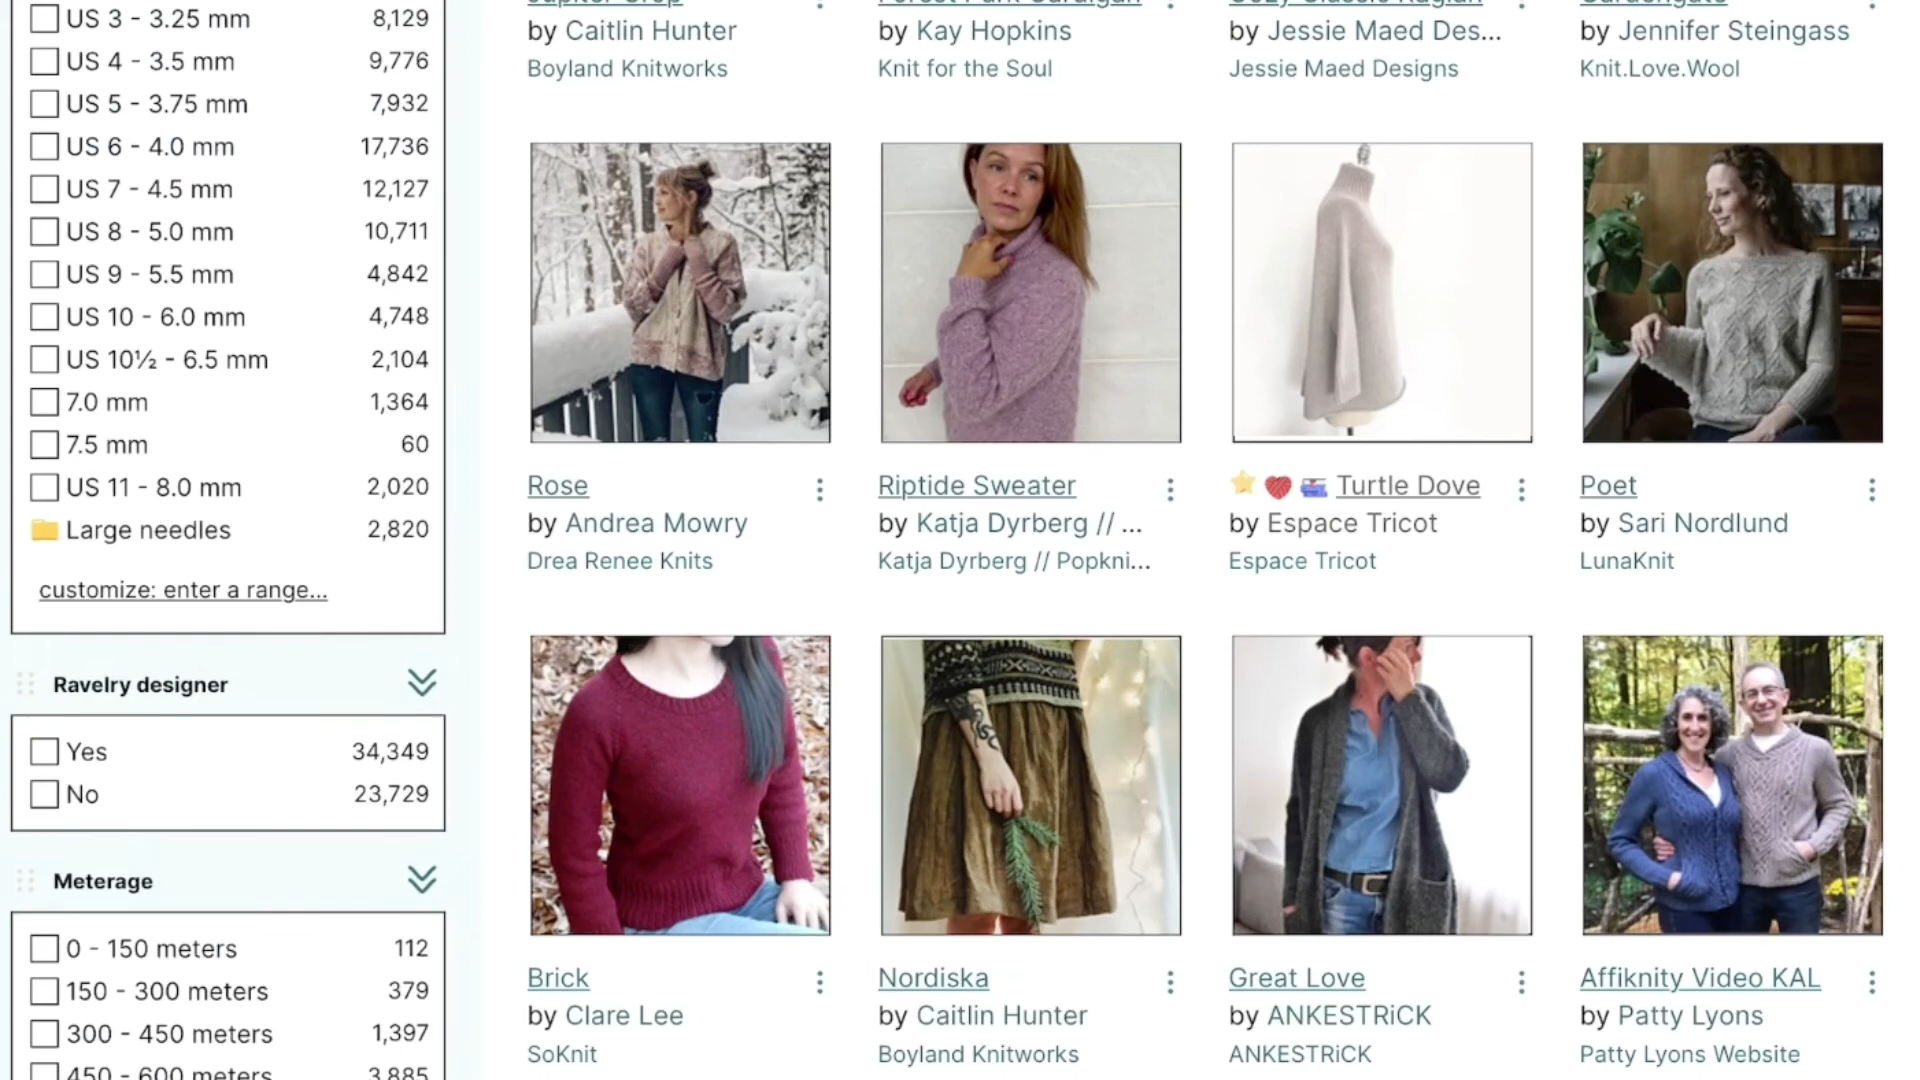 US 3 - 3.25 mm 8,129
US 4 - 3.5 mm 9,776
US 5 - 3.75 mm 7,932
US 6 - 4.0 mm 17,736
US 7 - 4.5 mm 12,127
US 8 - 5.0 mm 10,711
US 9 - 5.5 mm 4,842
US 10 - 6.0 mm 4,748
US 10½ - 6.5 mm 2,104
7.0 mm 1,364
7.5 mm 60
US 11 - 8.0 mm 2,020
Large needles 2,820
customize: enter a range...
Ravelry designer
Yes 34,349
No 23,729
Meterage
0 - 150 meters 112
150 - 300 meters 379
300 - 450 meters 1,397
450 - 600 meters 3,885
by Caitlin Hunter
Boyland Knitworks
by Kay Hopkins
Knit for the Soul
by Jessie Maed Des...
Jessie Maed Designs
by Jennifer Steingass
Knit.Love.Wool
Rose
by Andrea Mowry
Drea Renee Knits
Riptide Sweater
by Katja Dyrberg // ...
Katja Dyrberg // Popkni...
Turtle Dove
by Espace Tricot
Espace Tricot
Poet
by Sari Nordlund
LunaKnit
Brick
by Clare Lee
SoKnit
Nordiska
by Caitlin Hunter
Boyland Knitworks
Great Love
by ANKESTRiCK
ANKESTRiCK
Affiknity Video KAL
by Patty Lyons
Patty Lyons Website